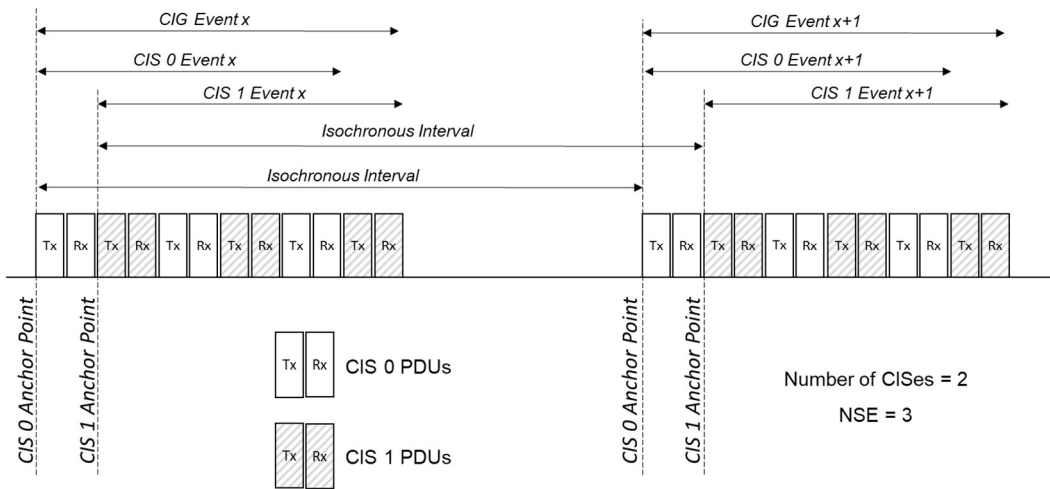 CIG Event x
CIG Event x+1
CIS 0 Event x
CIS 0 Event x+1
CIS 1 Event x
CIS 1 Event x+1
Isochronous Interval
Isochronous Interval
Tx Rx Tx Rx Tx Rx Tx Rx Tx Rx Tx Rx
Tx Rx Tx Rx Tx Rx Tx Rx Tx Rx Tx Rx
CIS 0 Anchor Point
CIS 1 Anchor Point
Tx Rx CIS 0 PDUs
Tx Rx CIS 1 PDUs
CIS 0 Anchor Point
CIS 1 Anchor Point
Number of CISes = 2
NSE = 3